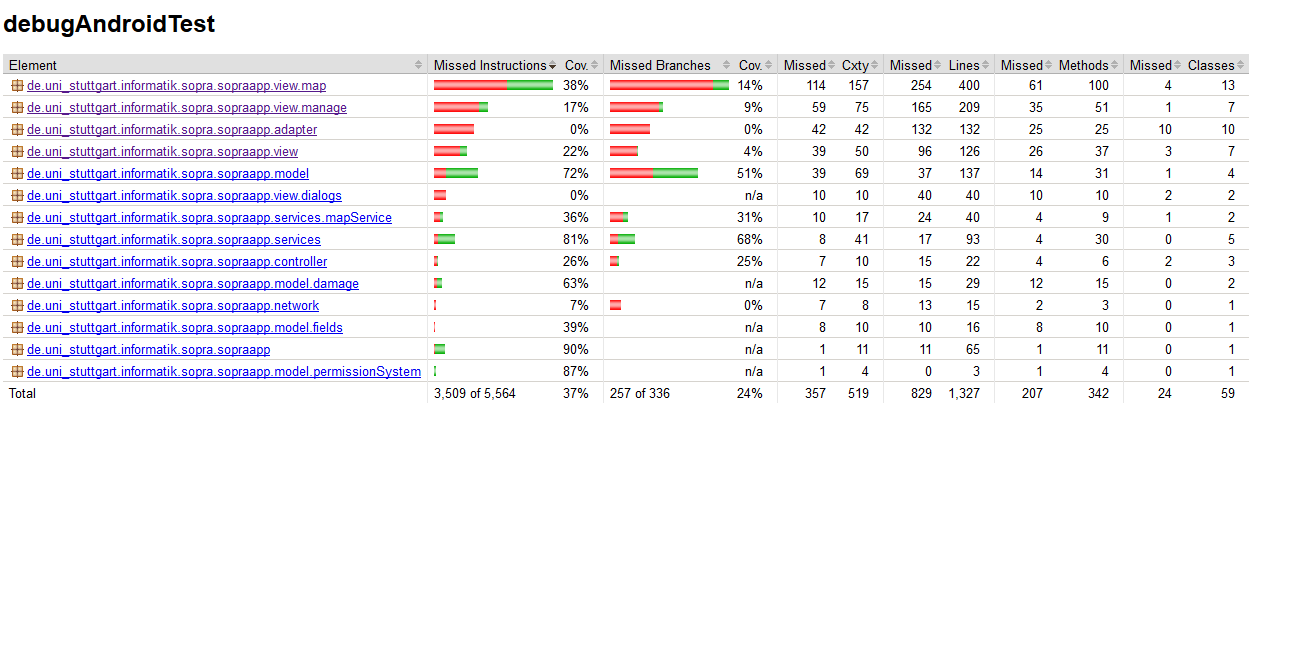 debugAndroidTest
Element Missed Instructions Cov. Missed Branches Cov. Missed Cxty Missed Lines Missed Methods Missed Classes
de.uni_stuttgart.informatik.sopra.sopraapp.view.map 38% 14% 114 157 254 400 61 100 4 13
de.uni_stuttgart.informatik.sopra.sopraapp.view.manage 17% 9% 59 75 165 209 35 51 1 7
de.uni_stuttgart.informatik.sopra.sopraapp.adapter 0% 0% 42 42 132 132 25 25 10 10
de.uni_stuttgart.informatik.sopra.sopraapp.view 22% 4% 39 50 96 126 26 37 3 7
de.uni_stuttgart.informatik.sopra.sopraapp.model 72% 51% 39 69 37 137 14 31 1 4
de.uni_stuttgart.informatik.sopra.sopraapp.view.dialogs 0% n/a 10 10 40 40 10 10 2 2
de.uni_stuttgart.informatik.sopra.sopraapp.services.mapService 36% 31% 10 17 24 40 4 9 1 2
de.uni_stuttgart.informatik.sopra.sopraapp.services 81% 68% 8 41 17 93 4 30 0 5
de.uni_stuttgart.informatik.sopra.sopraapp.controller 26% 25% 7 10 15 22 4 6 2 3
de.uni_stuttgart.informatik.sopra.sopraapp.model.damage 63% n/a 12 15 15 29 12 15 0 2
de.uni_stuttgart.informatik.sopra.sopraapp.network 7% 0% 7 8 13 15 2 3 0 1
de.uni_stuttgart.informatik.sopra.sopraapp.model.fields 39% n/a 8 10 10 16 8 10 0 1
de.uni_stuttgart.informatik.sopra.sopraapp 90% n/a 1 11 11 65 1 11 0 1
de.uni_stuttgart.informatik.sopra.sopraapp.model.permissionSystem 87% n/a 1 4 0 3 1 4 0 1
Total 3,509 of 5,564 37% 257 of 336 24% 357 519 829 1,327 207 342 24 59